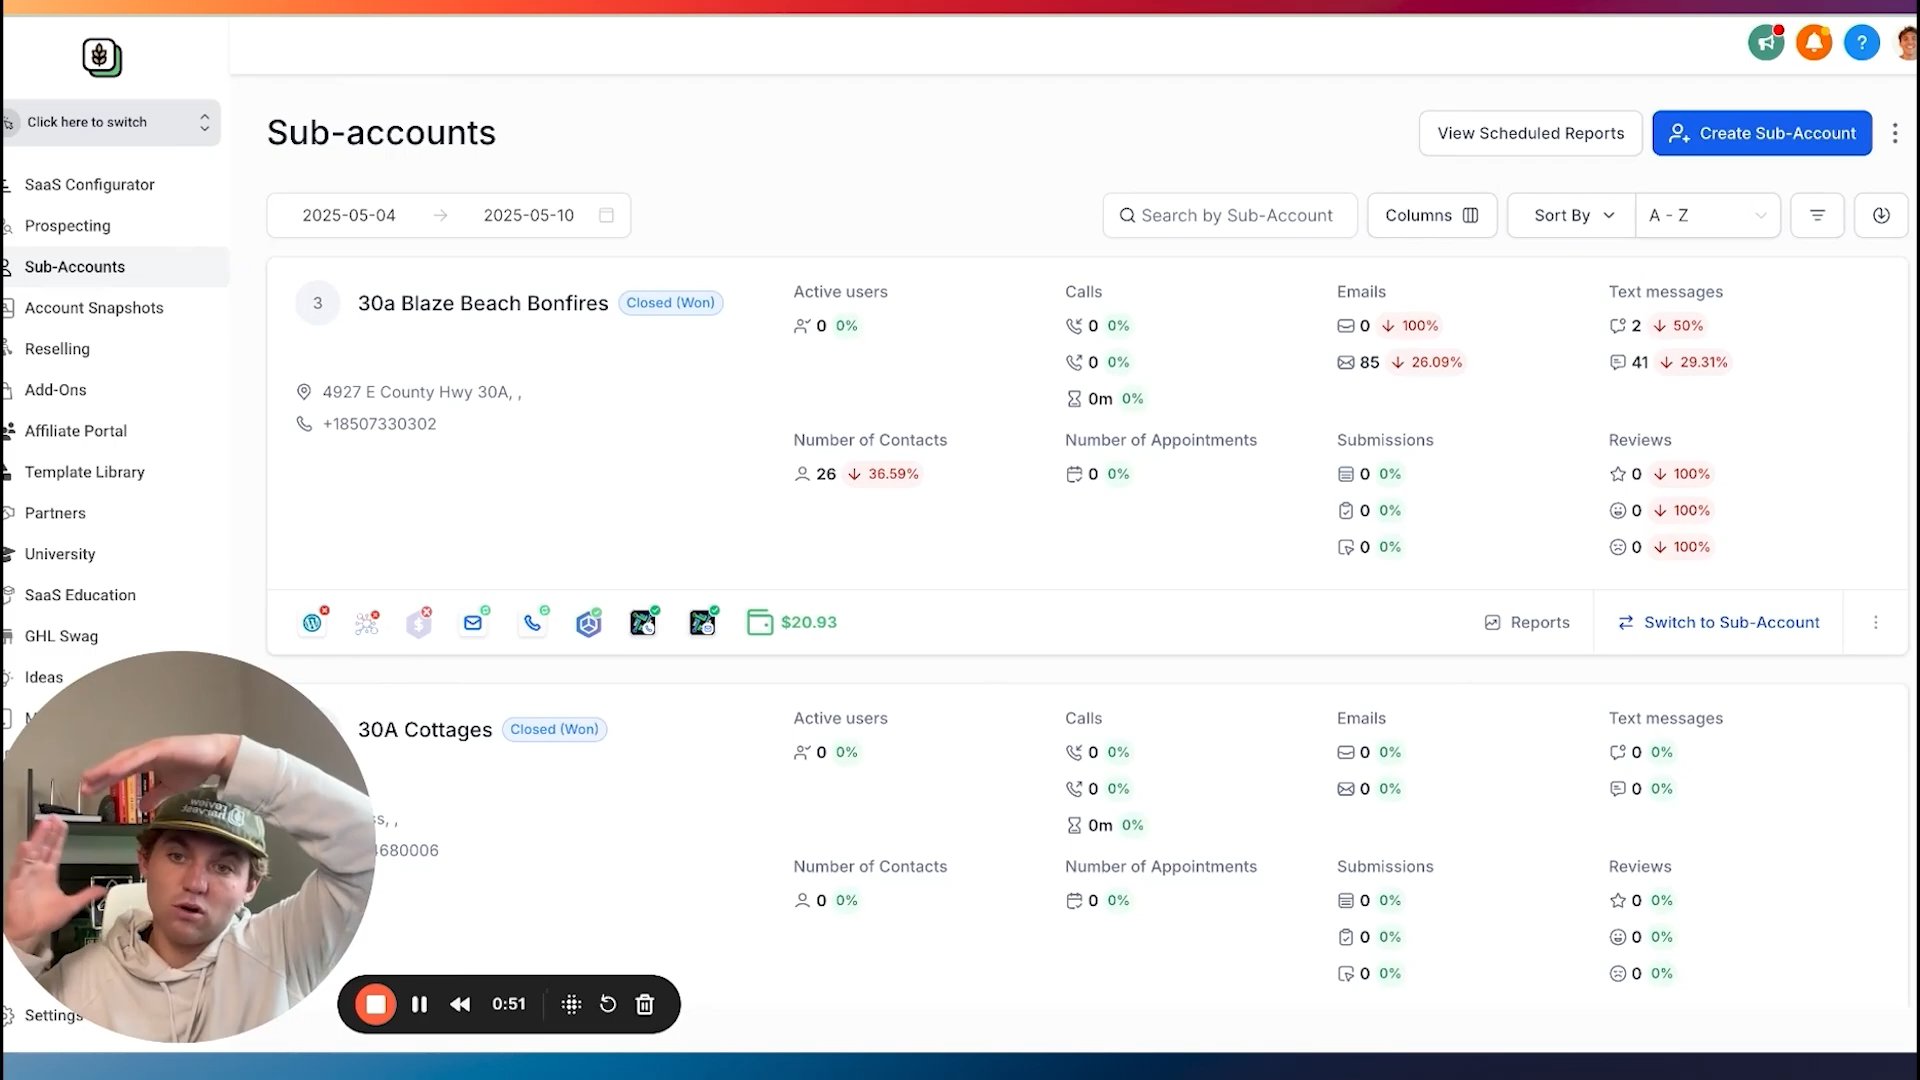 Click here to switch
SaaS Configurator
Prospecting
Sub-Accounts
Account Snapshots
Reselling
Add-Ons
Affiliate Portal
Template Library
Partners
University
SaaS Education
GHL Swag
Ideas
Settings
?
Sub-accounts
View Scheduled Reports
Create Sub-Account
2025-05-04
2025-05-10
Search by Sub-Account
Columns
Sort By
A - Z
3
30a Blaze Beach Bonfires
Closed (Won)
4927 E County Hwy 30A, ,
+18507330302
Active users
0 0%
Calls
0 0%
0 0%
0m 0%
Emails
0 100%
85 26.09%
Text messages
2 50%
41 29.31%
Number of Contacts
26 36.59%
Number of Appointments
0 0%
Submissions
0 0%
0 0%
0 0%
Reviews
0 100%
0 100%
0 100%
$20.93
Reports
Switch to Sub-Account
30A Cottages
Closed (Won)
ss, ,
4680006
Active users
0 0%
Calls
0 0%
0 0%
0m 0%
Emails
0 0%
0 0%
Text messages
0 0%
0 0%
Number of Contacts
0 0%
Number of Appointments
0 0%
Submissions
0 0%
0 0%
0 0%
Reviews
0 0%
0 0%
0 0%
review
harvest
0:51